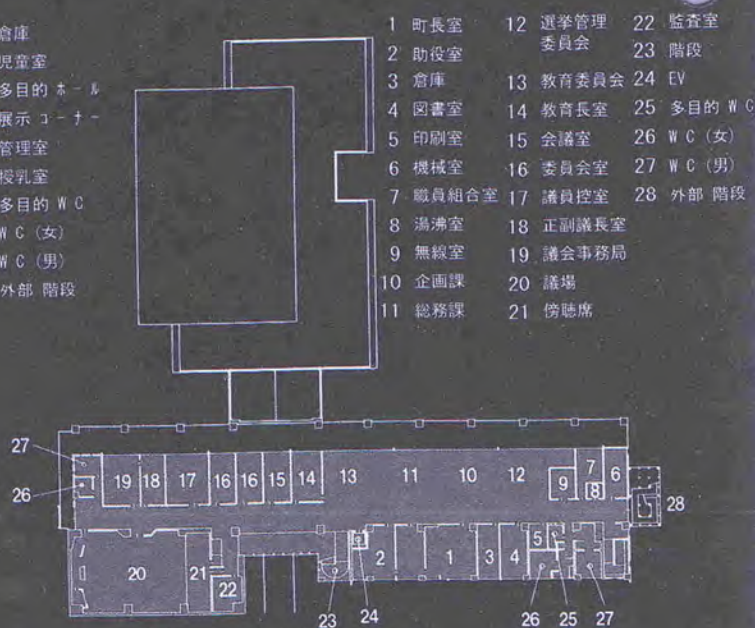 倉庫
児童室
多目的 ホール
展示 コーナー
管理室
授乳室
多目的 WC
WC (女)
WC (男)
外部 階段
1 町長室
2 助役室
3 倉庫
4 図書室
5 印刷室
6 機械室
7 職員組合室
8 湯沸室
9 無線室
10 企画課
11 総務課
12 選挙管理
委員会
13 教育委員会
14 教育長室
15 会議室
16 委員会室
17 議員控室
18 正副議長室
19 議会事務局
20 議場
21 傍聴席
22 監査室
23 階段
24 EV
25 多目的 WC
26 WC (女)
27 WC (男)
28 外部 階段
27
26
19 18 17 16 16 15 14 13 11 10 12 9 7 8 6
28
20 21 22 2 1 3 4 5
23 24 26 25 27